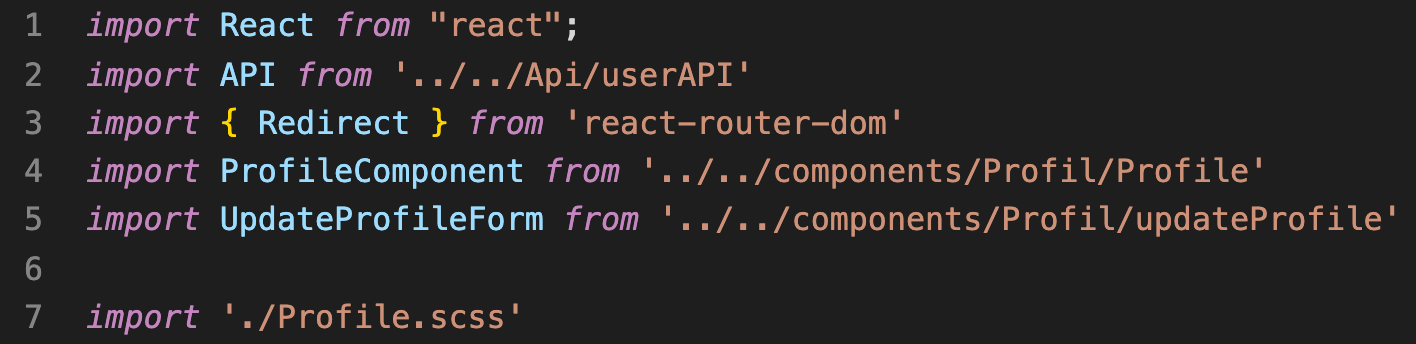 1 import React from "react";
2 import API from '../../Api/userAPI'
3 import { Redirect } from 'react-router-dom'
4 import ProfileComponent from '../../components/Profil/Profile'
5 import UpdateProfileForm from '../../components/Profil/updateProfile'
6
7 import './Profile.scss'